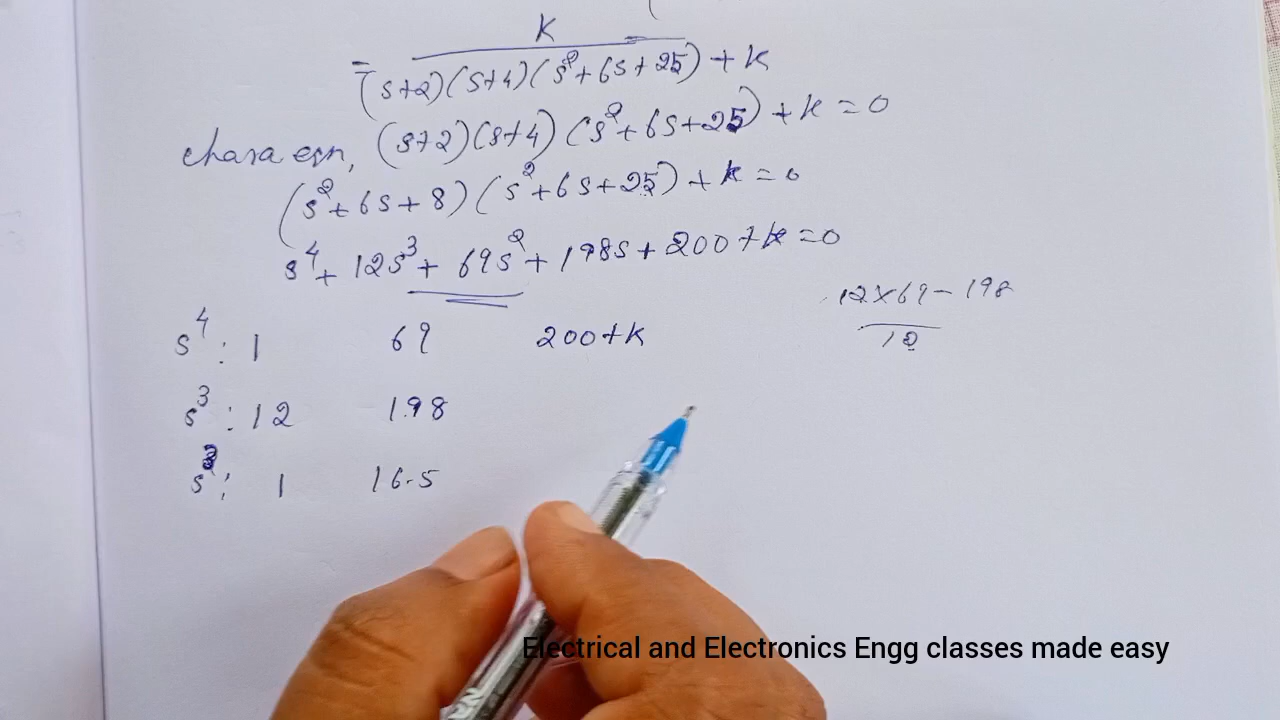 K
(s+2)(s+4)(s²+6s+25)+k
chara eqn, (s+2)(s+4)(s²+6s+25)+k=0
(s²+6s+8)(s²+6s+25)+k=0
s⁴+12s³+69s²+198s+200+k=0
12×69-198
12
s⁴: 1 69 200+k
s³: 12 198
s³: 1 16.5
Electrical and Electronics Engg classes made easy